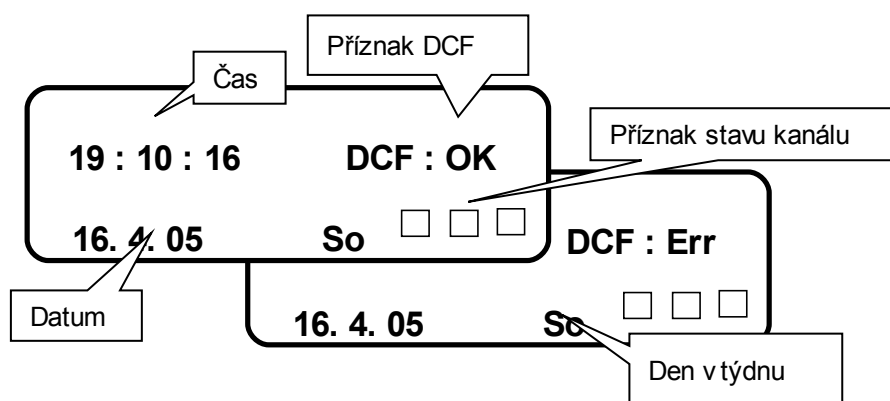 Příznak DCF
Čas
Příznak stavu kanálu
19 : 10 : 16 DCF : OK
16. 4. 05 So
DCF : Err
Datum
16. 4. 05 So
Den v týdnu